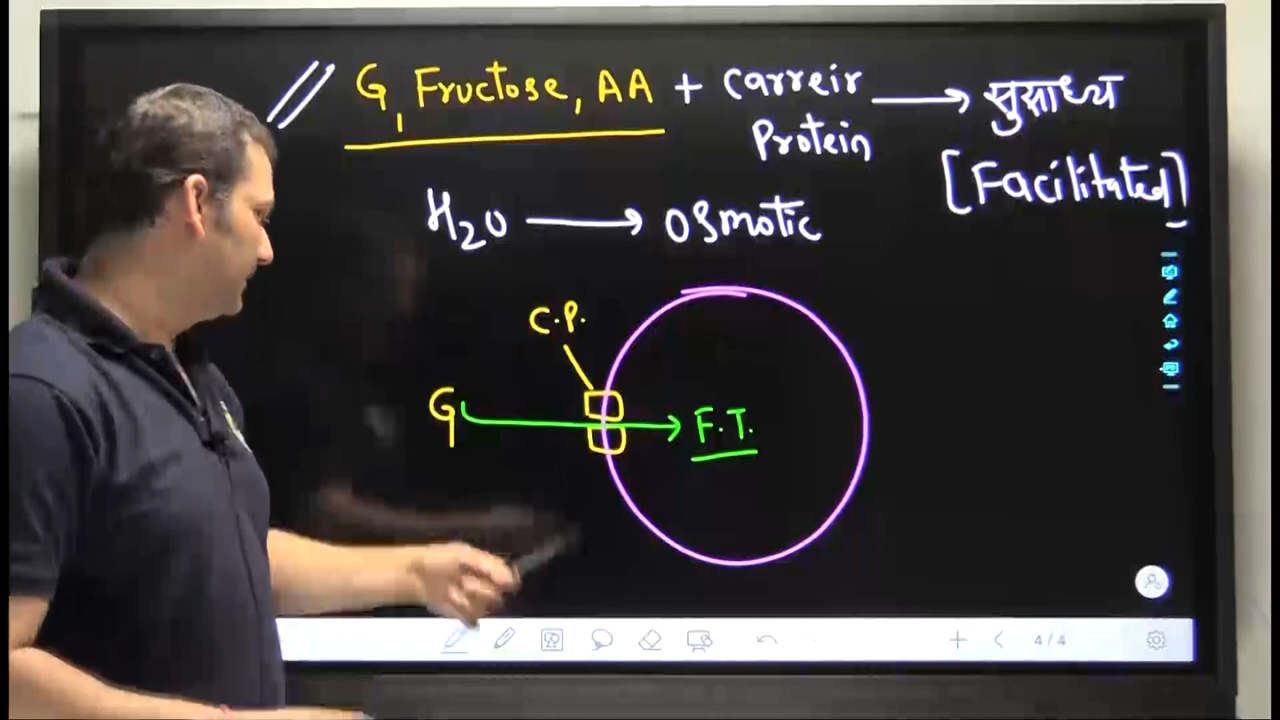 G, Fructose, AA + Carreir Protein → सुसाध्य
[Facilitated]
H₂O → Osmotic
C.P.
G → F.T.
4/4